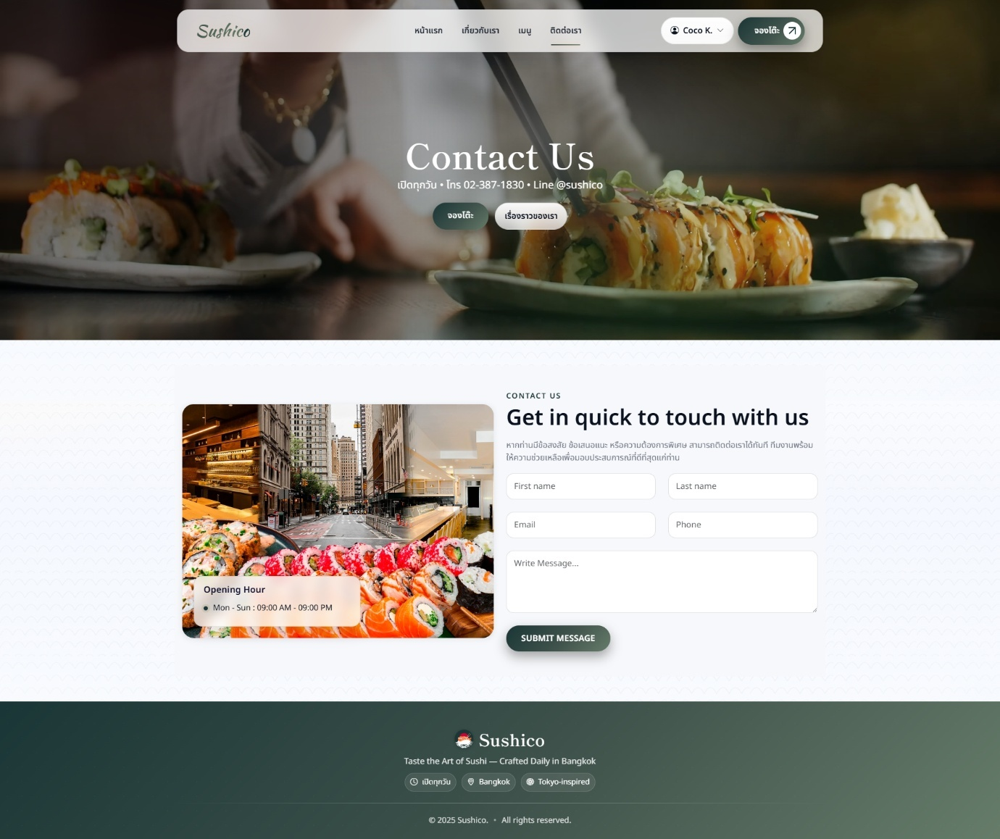 Sushico
หน้าแรก เกี่ยวกับเรา เมนู ติดต่อเรา
Coco K.
จองโต๊ะ
Contact Us
เปิดทุกวัน • โทร 02-387-1830 • Line @sushico
จองโต๊ะ เรื่องราวของเรา
CONTACT US
Get in quick to touch with us
หากท่านมีข้อสงสัย ข้อเสนอแนะ หรือความต้องการพิเศษ สามารถติดต่อเราได้ทันที ทีมงานพร้อม
ให้ความช่วยเหลือเพื่อมอบประสบการณ์ที่ดีที่สุดแก่ท่าน
First name Last name
Email Phone
Write Message...
Opening Hour
Mon - Sun : 09:00 AM - 09:00 PM
SUBMIT MESSAGE
Sushico
Taste the Art of Sushi — Crafted Daily in Bangkok
เปิดทุกวัน Bangkok Tokyo-inspired
© 2025 Sushico. • All rights reserved.